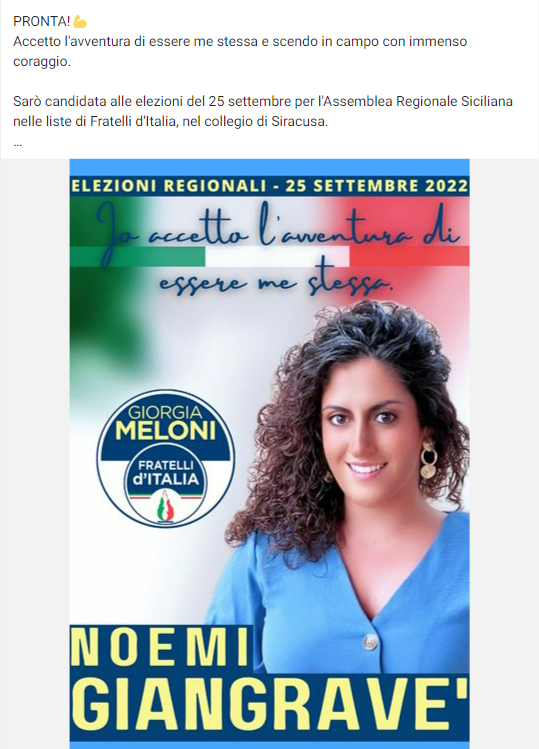 PRONTA!💪
Accetto l'avventura di essere me stessa e scendo in campo con immenso
coraggio.
Sarò candidata alle elezioni del 25 settembre per l'Assemblea Regionale Siciliana
nelle liste di Fratelli d'Italia, nel collegio di Siracusa.
...
ELEZIONI REGIONALI - 25 SETTEMBRE 2022
Io accetto l'avventura di
essere me stessa.
GIORGIA
MELONI
FRATELLI
d'ITALIA
NOEMI
GIANGRAVE'